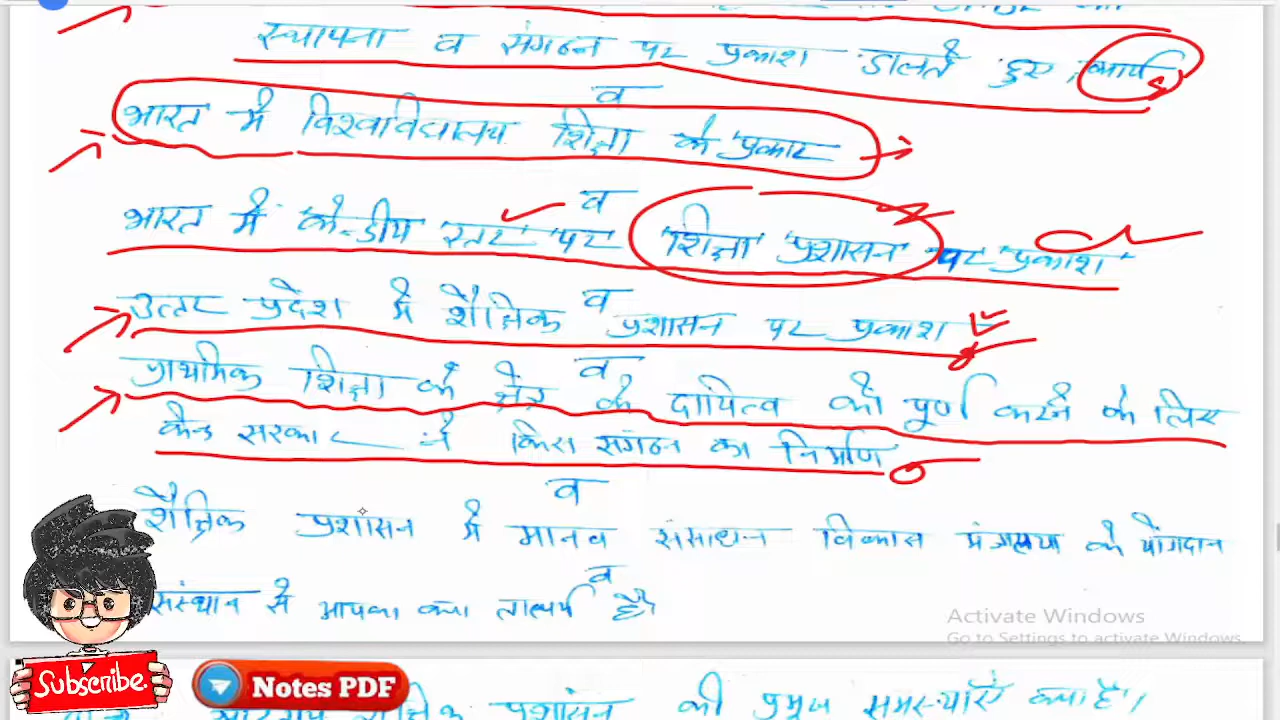 स्थापना व संगठन पर प्रकाश डालते हुए कार्य
व
भारत में विश्वविद्यालय शिक्षा के प्रकार
व
भारत में केन्द्रीय स्तर पर 'शिक्षा' प्रशासन' पर प्रकाश
व
उत्तर प्रदेश में शैक्षिक प्रशासन पर प्रकाश
व
प्राथमिक शिक्षा के क्षेत्र के दायित्व को पूर्ण करने के लिए
केन्द्र सरकार ने किस संगठन का निर्माण
व
शैक्षिक प्रशासन में मानव संसाधन विकास मंत्रालय के योगदान
व
संस्थान से आपका क्या तात्पर्य है?
Activate Windows
Go to Settings to activate Windows.
Subscribe
Notes PDF
प्रशासन की प्रमुख समस्याएँ क्या है।